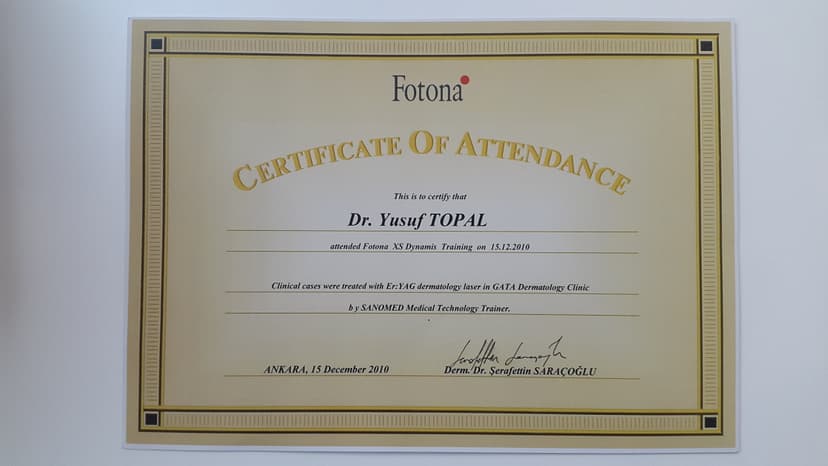 Fotona
CERTIFICATE OF ATTENDANCE
This is to certify that
Dr. Yusuf TOPAL
attended Fotona XS Dynamis Training on 15.12.2010
Clinical cases were treated with Er:YAG dermatology laser in GATA Dermatology Clinic
by SANOMED Medical Technology Trainer.
ANKARA, 15 December 2010
Derm. Dr. Şerafettin SARAÇOĞLU